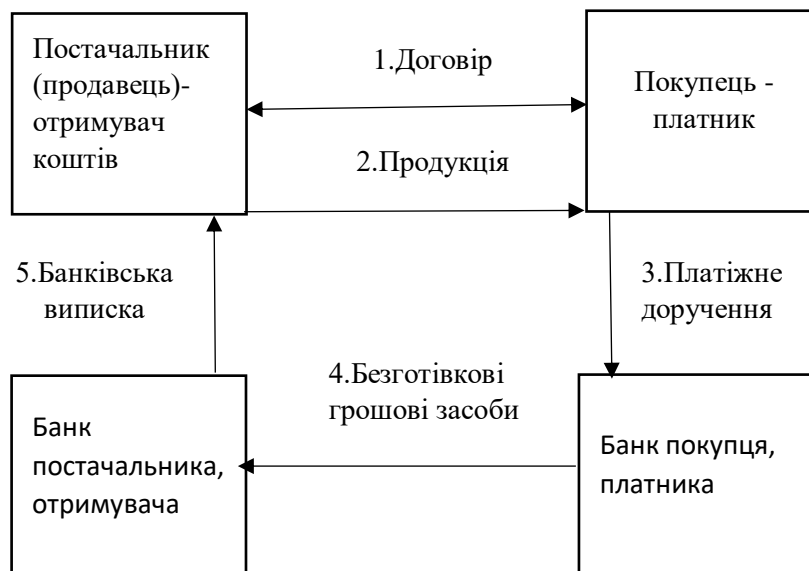 Постачальник
(продавець)-
отримувач
коштів
1.Договір
Покупець -
платник
2.Продукція
5.Банківська
виписка
3.Платіжне
доручення
4.Безготівкові
грошові засоби
Банк
постачальника,
отримувача
Банк покупця,
платника